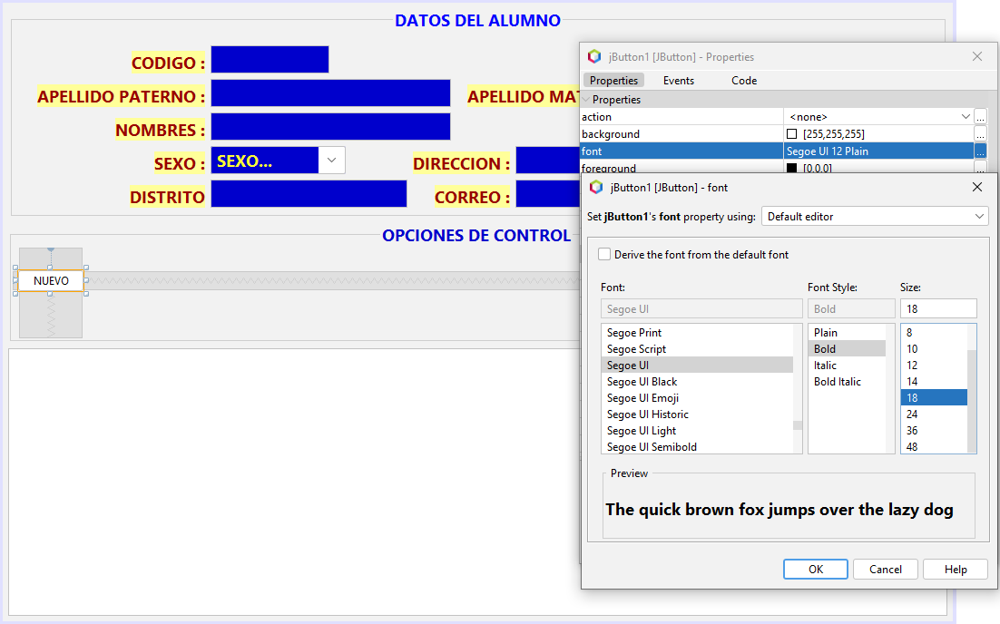 DATOS DEL ALUMNO
CODIGO :
APELLIDO PATERNO :
APELLIDO MAT
NOMBRES :
SEXO :
SEXO...
DIRECCION :
DISTRITO
CORREO :
OPCIONES DE CONTROL
NUEVO
jButton1 [JButton] - Properties
Properties
Events
Code
Properties
action
<none>
...
background
[255,255,255]
...
font
Segoe UI 12 Plain
...
foreground
[0,0,0]
...
jButton1 [JButton] - font
Set jButton1's font property using:
Default editor
Derive the font from the default font
Font:
Font Style:
Size:
Segoe UI
Bold
18
Segoe Print
Segoe Script
Segoe UI
Segoe UI Black
Segoe UI Emoji
Segoe UI Historic
Segoe UI Light
Segoe UI Semibold
Plain
Bold
Italic
Bold Italic
8
10
12
14
18
24
36
48
Preview
The quick brown fox jumps over the lazy dog
OK
Cancel
Help